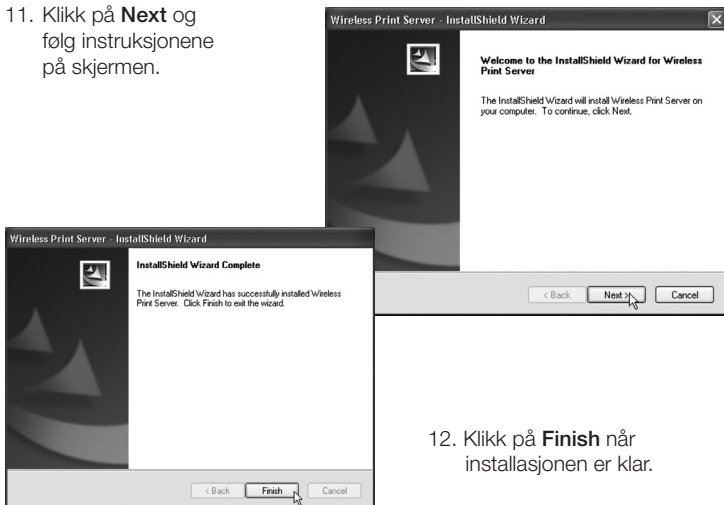 11. Klikk på Next og
følg instruksjonene
på skjermen.
Wireless Print Server - InstallShield Wizard
Welcome to the InstallShield Wizard for Wireless
Print Server
The InstallShield Wizard will install Wireless Print Server on
your computer. To continue, click Next.
< Back Next > Cancel
Wireless Print Server - InstallShield Wizard
InstallShield Wizard Complete
The InstallShield Wizard has successfully installed Wireless
Print Server. Click Finish to exit the wizard.
< Back Finish Cancel
12. Klikk på Finish når
installasjonen er klar.